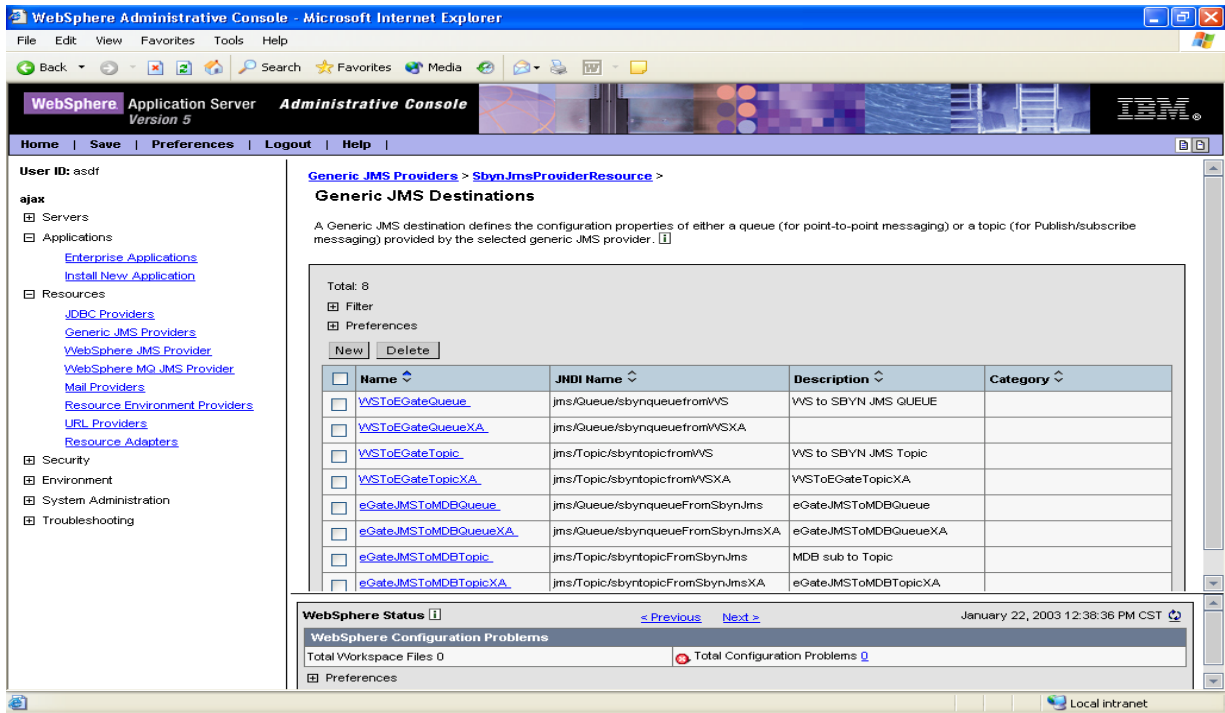 WebSphere Administrative Console - Microsoft Internet Explorer
File Edit View Favorites Tools Help
Back Search Favorites Media
WebSphere Application Server Administrative Console
Version 5
IBM
Home | Save | Preferences | Logout | Help |
User ID: asdf
ajax
Servers
Applications
Enterprise Applications
Install New Application
Resources
JDBC Providers
Generic JMS Providers
WebSphere JMS Provider
WebSphere MQ JMS Provider
Mail Providers
Resource Environment Providers
URL Providers
Resource Adapters
Security
Environment
System Administration
Troubleshooting
Generic JMS Providers > SbynJmsProviderResource >
Generic JMS Destinations
A Generic JMS destination defines the configuration properties of either a queue (for point-to-point messaging) or a topic (for Publish/subscribe
messaging) provided by the selected generic JMS provider. i
Total: 8
Filter
Preferences
New Delete
Name JNDI Name Description Category
WSToEGateQueue jms/Queue/sbynqueuefromWS WS to SBYN JMS QUEUE
WSToEGateQueueXA jms/Queue/sbynqueuefromWSXA
WSToEGateTopic jms/Topic/sbyntopicfromWS WS to SBYN JMS Topic
WSToEGateTopicXA jms/Topic/sbyntopicfromWSXA WSToEGateTopicXA
eGateJMSToMDBQueue jms/Queue/sbynqueueFromSbynJms eGateJMSToMDBQueue
eGateJMSToMDBQueueXA jms/Queue/sbynqueueFromSbynJmsXA eGateJMSToMDBQueueXA
eGateJMSToMDBTopic jms/Topic/sbyntopicFromSbynJms MDB sub to Topic
eGateJMSToMDBTopicXA jms/Topic/sbyntopicFromSbynJmsXA eGateJMSToMDBTopicXA
WebSphere Status i < Previous Next > January 22, 2003 12:38:36 PM CST
WebSphere Configuration Problems
Total Workspace Files 0 Total Configuration Problems 0
Preferences
Local intranet